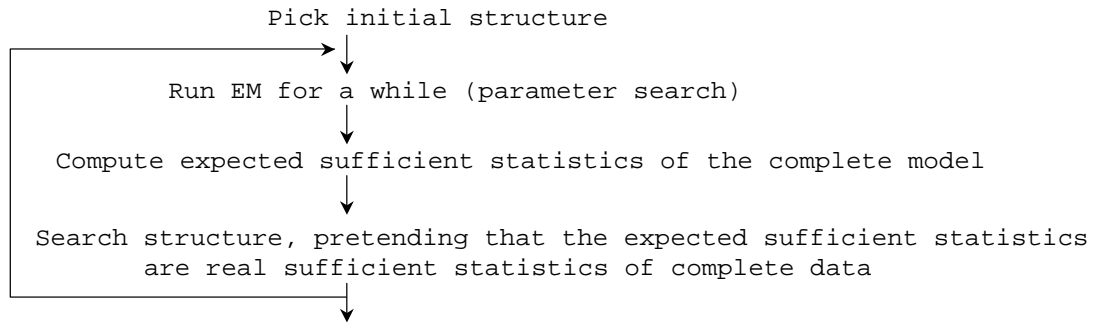 Pick initial structure
Run EM for a while (parameter search)
Compute expected sufficient statistics of the complete model
Search structure, pretending that the expected sufficient statistics
are real sufficient statistics of complete data